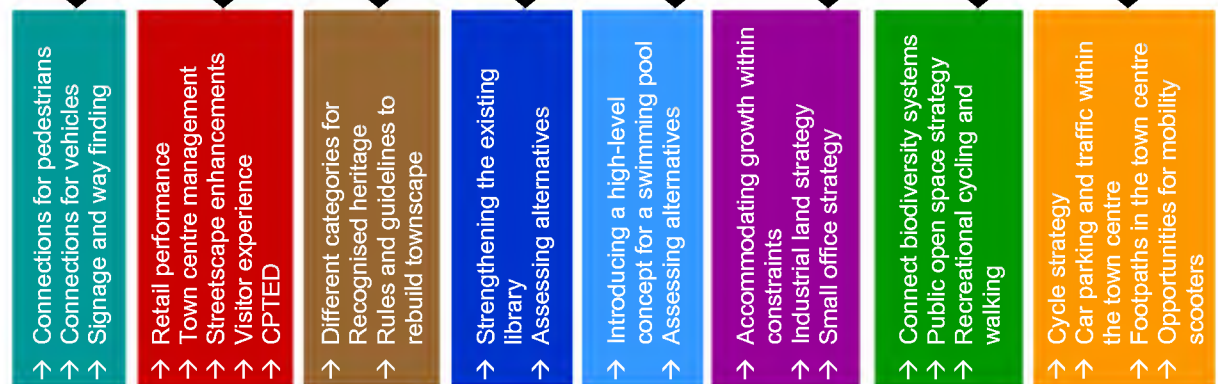 → Connections for pedestrians
→ Connections for vehicles
→ Signage and way finding
→ Retail performance
→ Town centre management
→ Streetscape enhancements
→ Visitor experience
→ CPTED
→ Different categories for
Recognised heritage
→ Rules and guidelines to
rebuild townscape
→ Strengthening the existing
library
→ Assessing alternatives
→ Introducing a high-level
concept for a swimming pool
→ Assessing alternatives
→ Accommodating growth within
constraints
→ Industrial land strategy
→ Small office strategy
→ Connect biodiversity systems
→ Public open space strategy
→ Recreational cycling and
walking
→ Cycle strategy
→ Car parking and traffic within
the town centre
→ Footpaths in the town centre
→ Opportunities for mobility
scooters